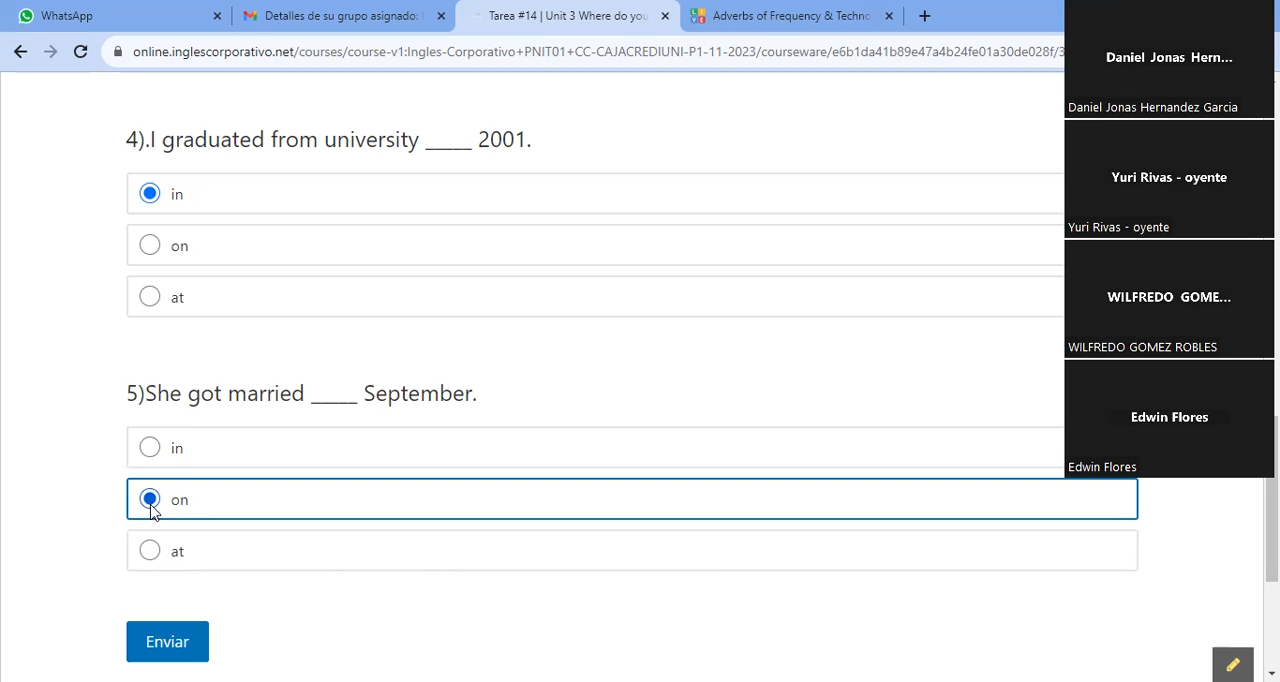 WhatsApp
Detalles de su grupo asignado:
Tarea #14 | Unit 3 Where do you
Adverbs of Frequency & Techno
online.inglescorporativo.net/courses/course-v1:Ingles-Corporativo+PNIT01+CC-CAJACREDIUNI-P1-11-2023/courseware/e6b1da41b89e47a4b24fe01a30de028f/3
4).I graduated from university _____ 2001.
in
on
at
5)She got married _____ September.
in
on
at
Enviar
Daniel Jonas Hern...
Daniel Jonas Hernandez Garcia
Yuri Rivas - oyente
Yuri Rivas - oyente
WILFREDO GOME...
WILFREDO GOMEZ ROBLES
Edwin Flores
Edwin Flores